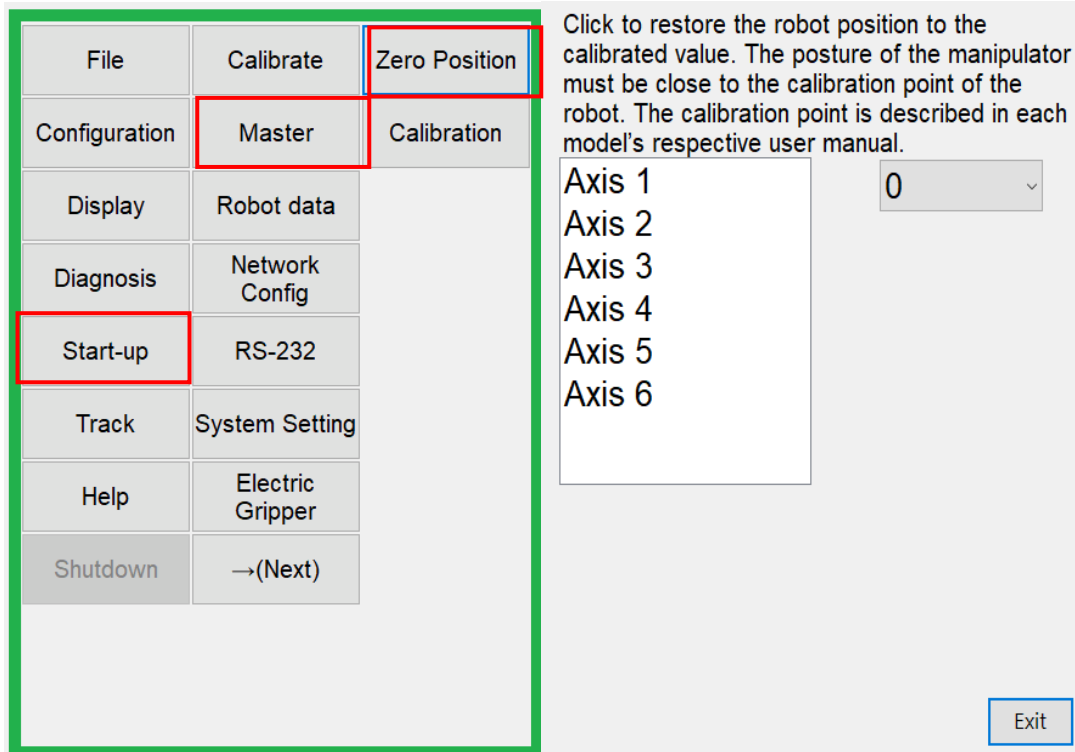 File
Calibrate
Zero Position
Configuration
Master
Calibration
Display
Robot data
Diagnosis
Network
Config
Start-up
RS-232
Track
System Setting
Help
Electric
Gripper
Shutdown
→(Next)
Click to restore the robot position to the
calibrated value. The posture of the manipulator
must be close to the calibration point of the
robot. The calibration point is described in each
model’s respective user manual.
Axis 1
Axis 2
Axis 3
Axis 4
Axis 5
Axis 6
0
Exit